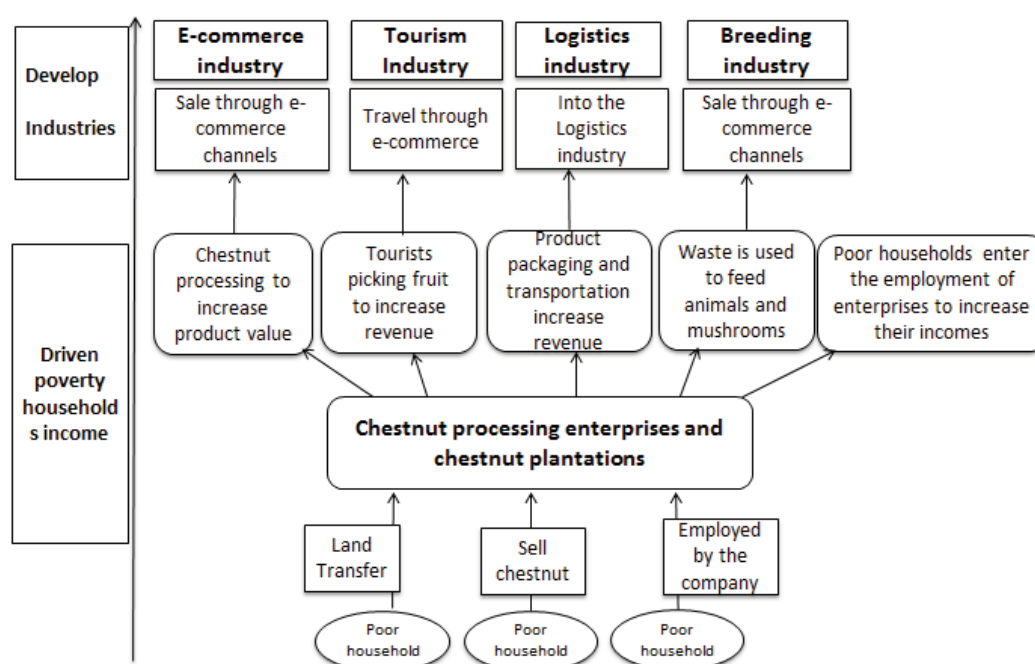 Develop
Industries
E-commerce
industry
Tourism
Industry
Logistics
industry
Breeding
industry
Sale through e-
commerce
channels
Travel through
e-commerce
Into the
Logistics
industry
Sale through e-
commerce
channels
Driven
poverty
household
s income
Chestnut
processing to
increase
product value
Tourists
picking fruit
to increase
revenue
Product
packaging and
transportation
increase
revenue
Waste is used
to feed
animals and
mushrooms
Poor households enter
the employment of
enterprises to increase
their incomes
Chestnut processing enterprises and
chestnut plantations
Land
Transfer
Sell
chestnut
Employed
by the
company
Poor
household
Poor
household
Poor
household